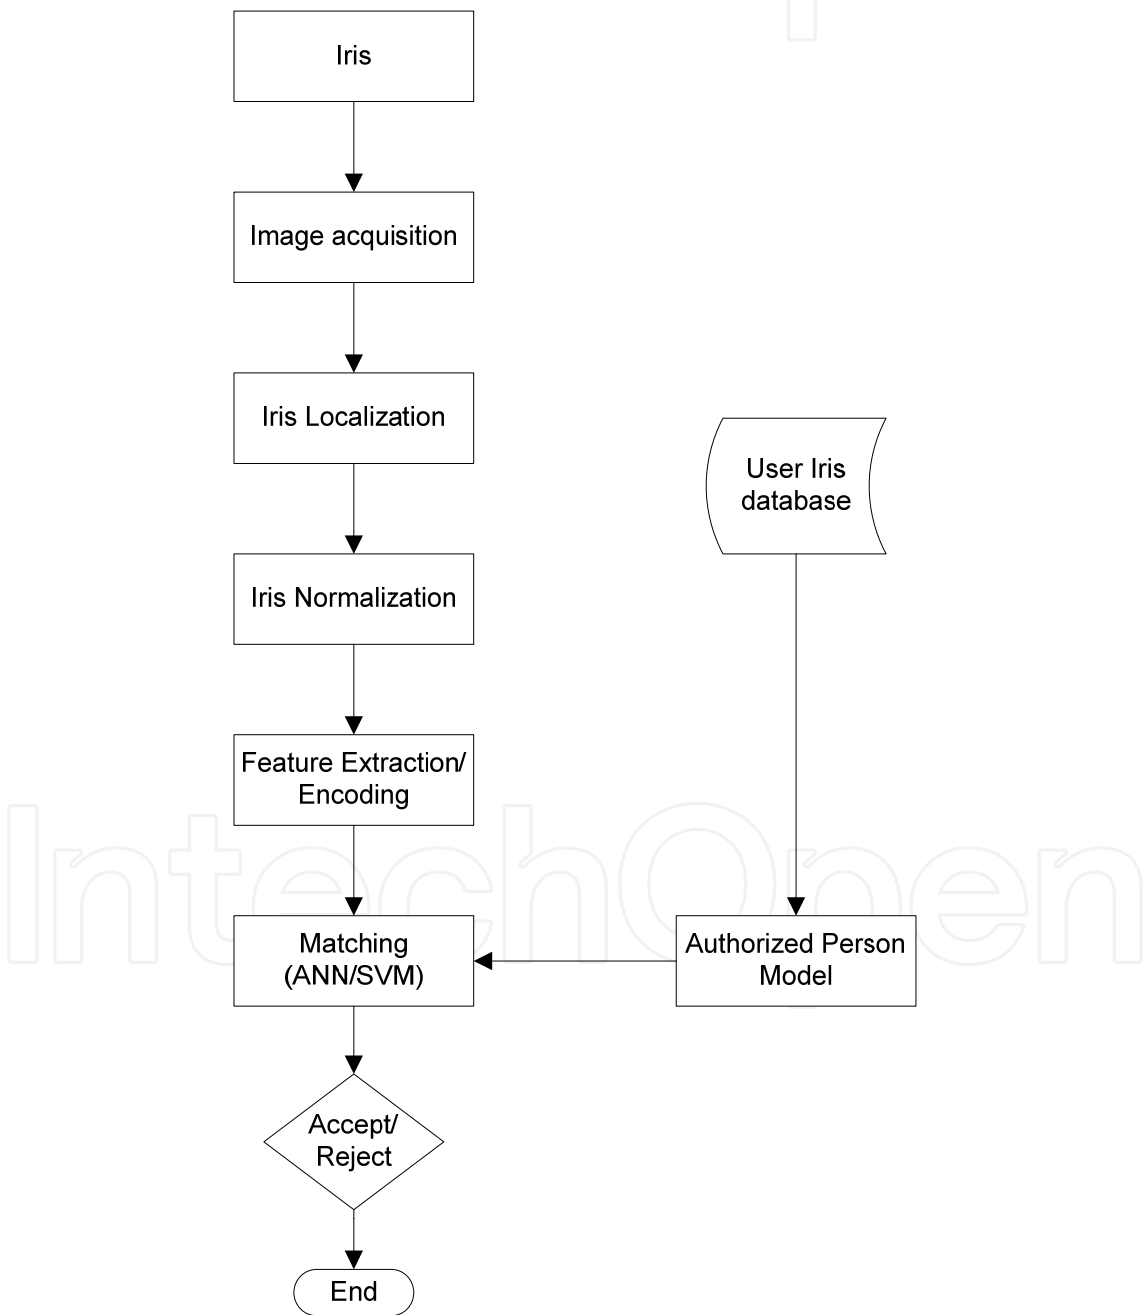 Iris
Image acquisition
Iris Localization
User Iris
database
Iris Normalization
Feature Extraction/
Encoding
IntechOpen
Matching
(ANN/SVM)
Authorized Person
Model
Accept/
Reject
End